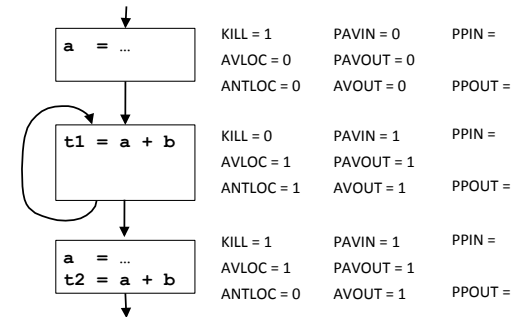 a = …
KILL = 1 PAVIN = 0 PPIN =
AVLOC = 0 PAVOUT = 0
ANTLOC = 0 AVOUT = 0 PPOUT =
t1 = a + b
KILL = 0 PAVIN = 1 PPIN =
AVLOC = 1 PAVOUT = 1
ANTLOC = 1 AVOUT = 1 PPOUT =
a = …
t2 = a + b
KILL = 1 PAVIN = 1 PPIN =
AVLOC = 1 PAVOUT = 1
ANTLOC = 0 AVOUT = 1 PPOUT =